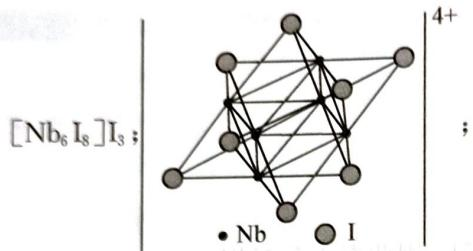 4+
[Nb₆I₈]I₃;
;
• Nb I